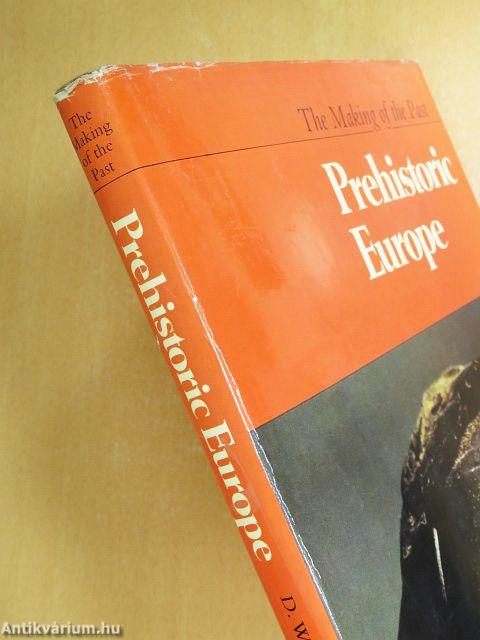 The
Making
of the
Past
Prehistoric Europe
D. W
The Making of the Past
Prehistoric
Europe
Antikvárium.hu